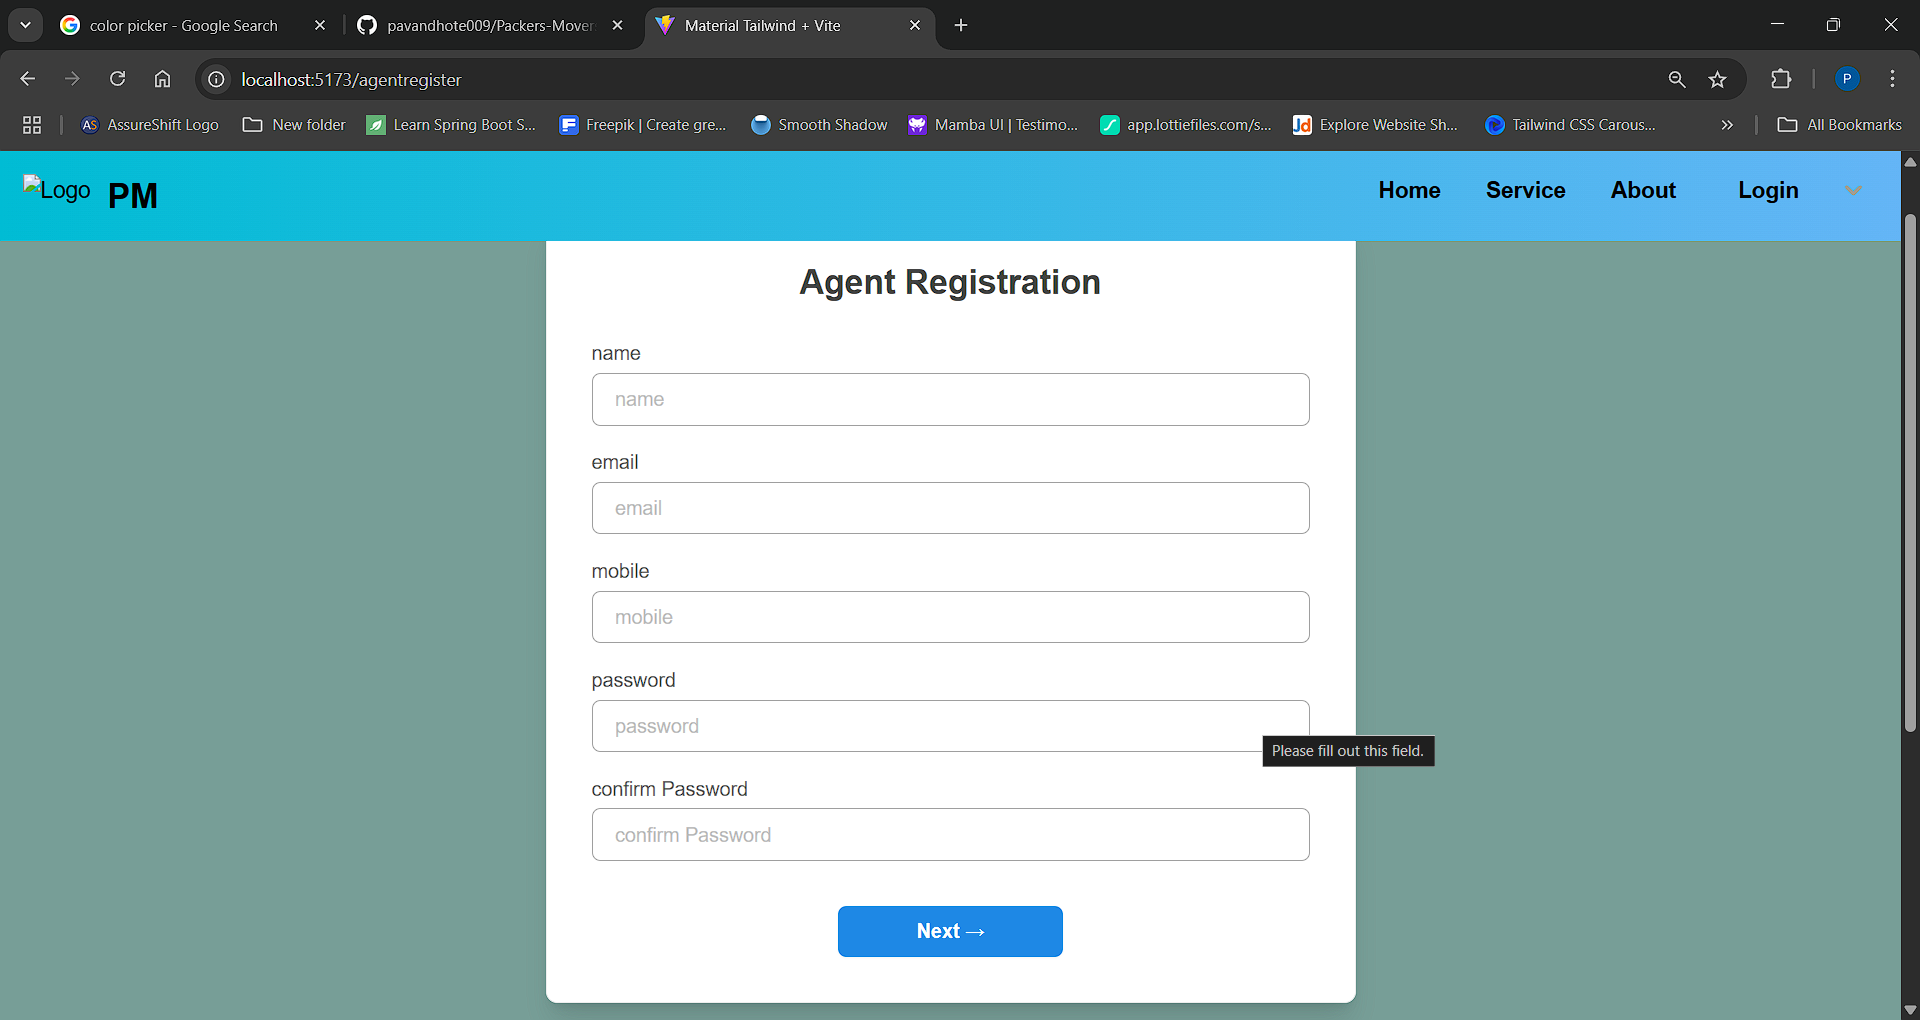 color picker - Google Search
pavandhote009/Packers-Mover
Material Tailwind + Vite
localhost:5173/agentregister
P
AS AssureShift Logo
New folder
Learn Spring Boot S...
Freepik | Create gre...
Smooth Shadow
Mamba UI | Testimo...
app.lottiefiles.com/s...
Jd Explore Website Sh...
Tailwind CSS Carous...
All Bookmarks
Logo PM
Home Service About Login
Agent Registration
name
name
email
email
mobile
mobile
password
password
Please fill out this field.
confirm Password
confirm Password
Next →